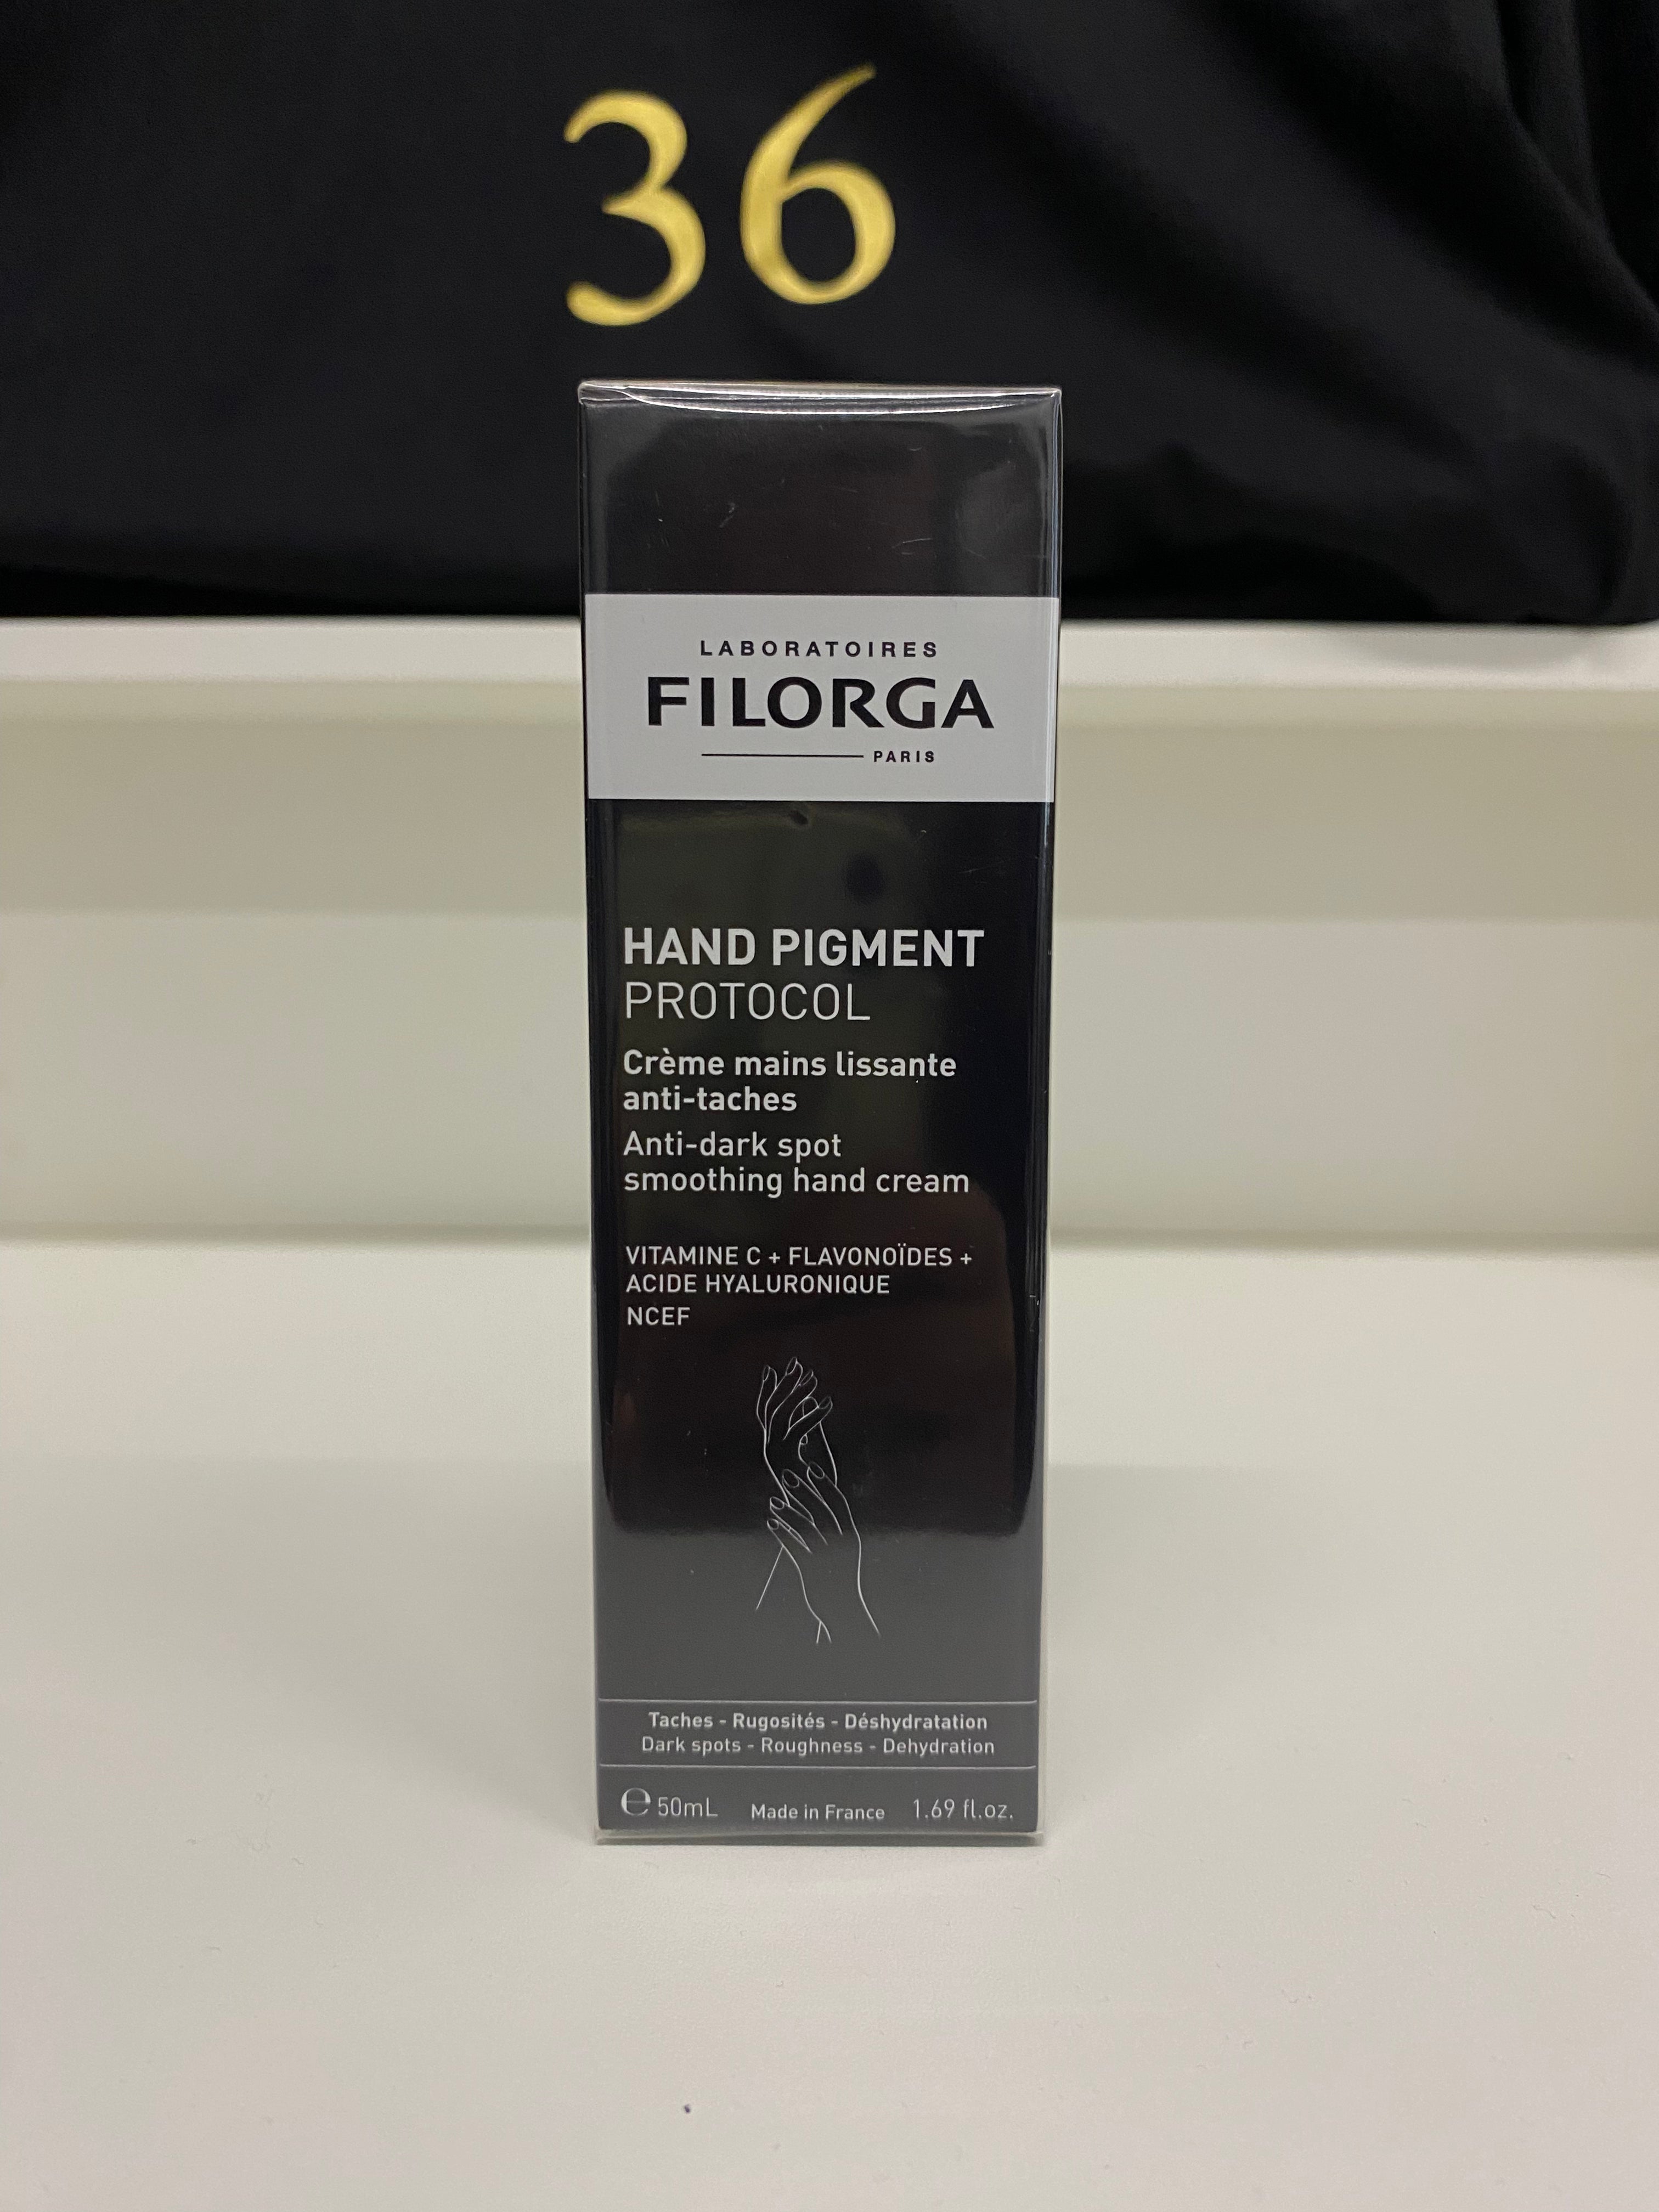 36
LABORATOIRES
FILORGA
PARIS
HAND PIGMENT
PROTOCOL
Crème mains lissante
anti-taches
Anti-dark spot
smoothing hand cream
VITAMINE C + FLAVONOÏDES +
ACIDE HYALURONIQUE
NCEF
Taches - Rugosités - Déshydratation
Dark spots - Roughness - Dehydration
℮ 50mL Made in France 1.69 fl.oz.